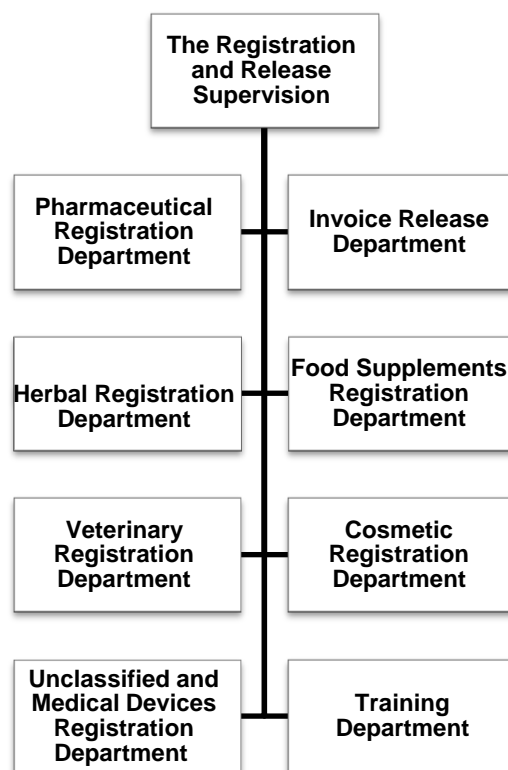 The Registration
and Release
Supervision
Pharmaceutical
Registration
Department
Invoice Release
Department
Herbal Registration
Department
Food Supplements
Registration
Department
Veterinary
Registration
Department
Cosmetic
Registration
Department
Unclassified and
Medical Devices
Registration
Department
Training
Department